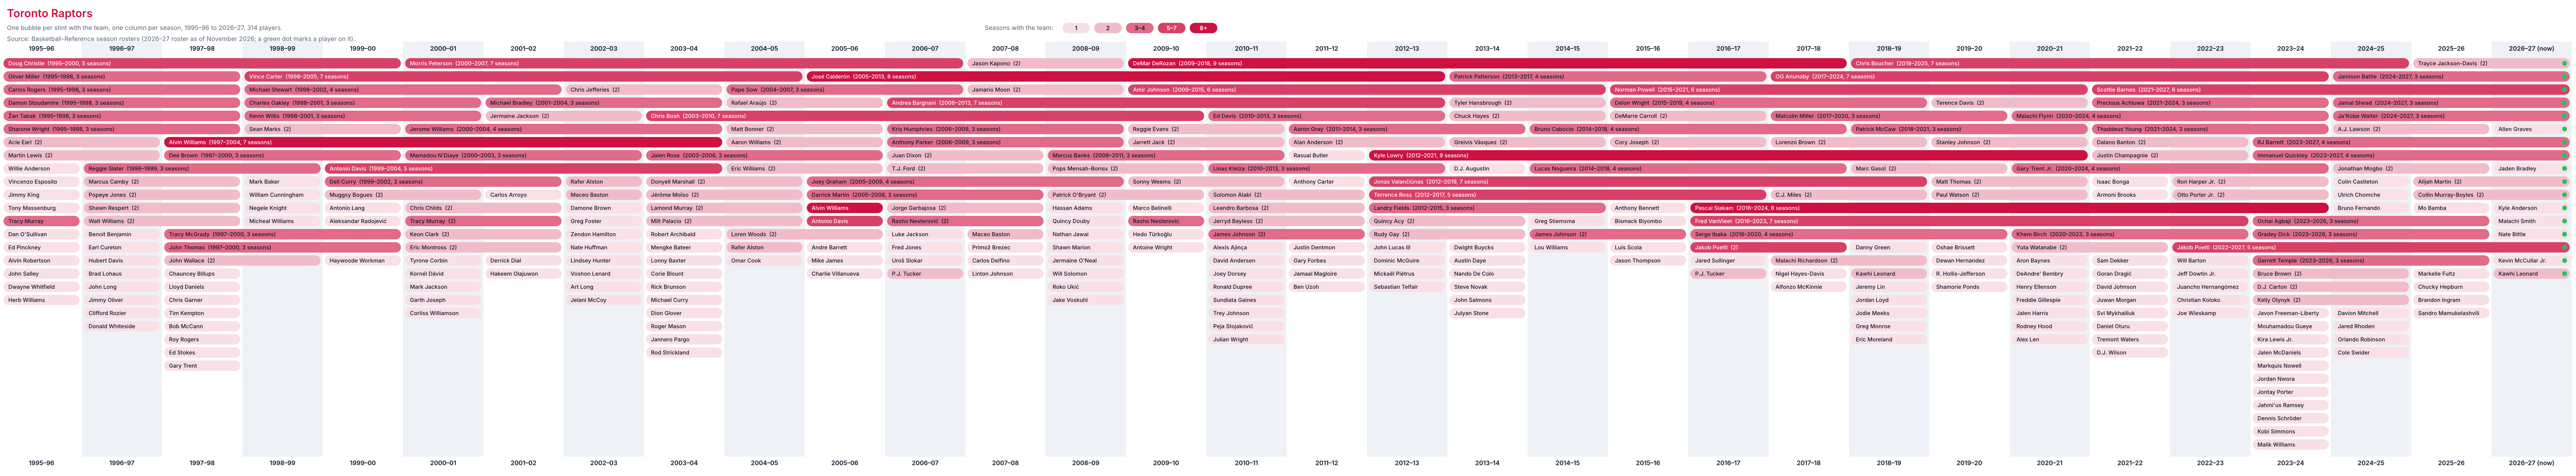 Toronto Raptors
One bubble per stint with the team, one column per season, 1995–96 to 2026–27. 314 players.
Source: Basketball-Reference season rosters (2026–27 roster as of November 2026; a green dot marks a player on it).
Seasons with the team: 1 2 3–4 5–7 8+
1995–96 1996–97 1997–98 1998–99 1999–00 2000–01 2001–02 2002–03 2003–04 2004–05 2005–06 2006–07 2007–08 2008–09 2009–10 2010–11 2011–12 2012–13 2013–14 2014–15 2015–16 2016–17 2017–18 2018–19 2019–20 2020–21 2021–22 2022–23 2023–24 2024–25 2025–26 2026–27 (now)
Doug Christie (1995–2000, 5 seasons) Morris Peterson (2000–2007, 7 seasons) Jason Kapono (2) DeMar DeRozan (2009–2018, 9 seasons) Chris Boucher (2018–2025, 7 seasons) Trayce Jackson-Davis (2)
Oliver Miller (1995–1998, 3 seasons) Vince Carter (1998–2005, 7 seasons) José Calderón (2005–2013, 8 seasons) Patrick Patterson (2013–2017, 4 seasons) OG Anunoby (2017–2024, 7 seasons) Jamison Battle (2024–2027, 3 seasons)
Carlos Rogers (1995–1998, 3 seasons) Michael Stewart (1998–2002, 4 seasons) Chris Jefferies (2) Pape Sow (2004–2007, 3 seasons) Jamario Moon (2) Amir Johnson (2009–2015, 6 seasons) Norman Powell (2015–2021, 6 seasons) Scottie Barnes (2021–2027, 6 seasons)
Damon Stoudamire (1995–1998, 3 seasons) Charles Oakley (1998–2001, 3 seasons) Michael Bradley (2001–2004, 3 seasons) Rafael Araújo (2) Andrea Bargnani (2006–2013, 7 seasons) Tyler Hansbrough (2) Delon Wright (2015–2019, 4 seasons) Terence Davis (2) Precious Achiuwa (2021–2024, 3 seasons) Jamal Shead (2024–2027, 3 seasons)
Žan Tabak (1995–1998, 3 seasons) Kevin Willis (1998–2001, 3 seasons) Jermaine Jackson (2) Chris Bosh (2003–2010, 7 seasons) Ed Davis (2010–2013, 3 seasons) Chuck Hayes (2) DeMarre Carroll (2) Malcolm Miller (2017–2020, 3 seasons) Malachi Flynn (2020–2024, 4 seasons) Ja'Kobe Walter (2024–2027, 3 seasons)
Sharone Wright (1995–1998, 3 seasons) Sean Marks (2) Jerome Williams (2000–2004, 4 seasons) Matt Bonner (2) Kris Humphries (2006–2009, 3 seasons) Reggie Evans (2) Aaron Gray (2011–2014, 3 seasons) Bruno Caboclo (2014–2018, 4 seasons) Patrick McCaw (2018–2021, 3 seasons) Thaddeus Young (2021–2024, 3 seasons) A.J. Lawson (2) Allen Graves
Acie Earl (2) Alvin Williams (1997–2004, 7 seasons) Aaron Williams (2) Anthony Parker (2006–2009, 3 seasons) Jarrett Jack (2) Alan Anderson (2) Greivis Vásquez (2) Cory Joseph (2) Lorenzo Brown (2) Stanley Johnson (2) Dalano Banton (2) RJ Barrett (2023–2027, 4 seasons)
Martin Lewis (2) Dee Brown (1997–2000, 3 seasons) Mamadou N'Diaye (2000–2003, 3 seasons) Jalen Rose (2003–2006, 3 seasons) Juan Dixon (2) Marcus Banks (2008–2011, 3 seasons) Rasual Butler Kyle Lowry (2012–2021, 9 seasons) Justin Champagnie (2) Immanuel Quickley (2023–2027, 4 seasons)
Willie Anderson Reggie Slater (1996–1999, 3 seasons) Antonio Davis (1999–2004, 5 seasons) Eric Williams (2) T.J. Ford (2) Pops Mensah-Bonsu (2) Linas Kleiza (2010–2013, 3 seasons) D.J. Augustin Lucas Nogueira (2014–2018, 4 seasons) Marc Gasol (2) Gary Trent Jr. (2020–2024, 4 seasons) Jonathan Mogbo (2) Jaden Bradley
Vincenzo Esposito Marcus Camby (2) Mark Baker Dell Curry (1999–2002, 3 seasons) Rafer Alston Donyell Marshall (2) Joey Graham (2005–2009, 4 seasons) Sonny Weems (2) Anthony Carter Jonas Valančiūnas (2012–2019, 7 seasons) Matt Thomas (2) Isaac Bonga Ron Harper Jr. (2) Colin Castleton Alijah Martin (2)
Jimmy King Popeye Jones (2) William Cunningham Muggsy Bogues (2) Carlos Arroyo Maceo Baston Jérôme Moïso (2) Darrick Martin (2005–2008, 3 seasons) Patrick O'Bryant (2) Solomon Alabi (2) Terrence Ross (2012–2017, 5 seasons) C.J. Miles (2) Paul Watson (2) Armoni Brooks Otto Porter Jr. (2) Ulrich Chomche Collin Murray-Boyles (2)
Tony Massenburg Shawn Respert (2) Negele Knight Antonio Lang Chris Childs (2) Damone Brown Lamond Murray (2) Alvin Williams Jorge Garbajosa (2) Hassan Adams Marco Belinelli Leandro Barbosa (2) Landry Fields (2012–2015, 3 seasons) Anthony Bennett Pascal Siakam (2016–2024, 8 seasons) Bruno Fernando Mo Bamba Kyle Anderson
Tracy Murray Walt Williams (2) Micheal Williams Aleksandar Radojević Tracy Murray (2) Greg Foster Milt Palacio (2) Antonio Davis Rasho Nesterović (2) Quincy Douby Rasho Nesterović Jerryd Bayless (2) Quincy Acy (2) Greg Stiemsma Bismack Biyombo Fred VanVleet (2016–2023, 7 seasons) Ochai Agbaji (2023–2026, 3 seasons) Malachi Smith
Dan O'Sullivan Benoit Benjamin Tracy McGrady (1997–2000, 3 seasons) Keon Clark (2) Zendon Hamilton Robert Archibald Loren Woods (2) Luke Jackson Maceo Baston Nathan Jawai Hedo Türkoğlu James Johnson (2) Rudy Gay (2) James Johnson (2) Luis Scola Serge Ibaka (2016–2020, 4 seasons) Khem Birch (2020–2023, 3 seasons) Gradey Dick (2023–2026, 3 seasons) Nate Bittle
Ed Pinckney Earl Cureton John Thomas (1997–2000, 3 seasons) Eric Montross (2) Nate Huffman Mengke Bateer Rafer Alston Andre Barrett Fred Jones Primož Brezec Shawn Marion Antoine Wright Alexis Ajinça Justin Dentmon John Lucas III Dwight Buycks Lou Williams Jakob Poeltl (2) Danny Green Oshae Brissett Yuta Watanabe (2) Jakob Poeltl (2022–2027, 5 seasons)
Alvin Robertson Hubert Davis John Wallace (2) Haywoode Workman Tyrone Corbin Derrick Dial Lindsey Hunter Lonny Baxter Omar Cook Mike James Uroš Slokar Carlos Delfino Jermaine O'Neal David Andersen Gary Forbes Dominic McGuire Austin Daye Jason Thompson Jared Sullinger Malachi Richardson (2) Dewan Hernandez Aron Baynes Sam Dekker Will Barton Garrett Temple (2023–2026, 3 seasons) Kevin McCullar Jr.
John Salley Brad Lohaus Chauncey Billups Kornél Dávid Hakeem Olajuwon Voshon Lenard Corie Blount Charlie Villanueva P.J. Tucker Linton Johnson Will Solomon Joey Dorsey Jamaal Magloire Mickaël Piétrus Nando De Colo P.J. Tucker Nigel Hayes-Davis Kawhi Leonard R. Hollis-Jefferson DeAndre' Bembry Goran Dragić Jeff Dowtin Jr. Bruce Brown (2) Markelle Fultz Kawhi Leonard
Dwayne Whitfield John Long Lloyd Daniels Mark Jackson Art Long Rick Brunson Roko Ukić Ronald Dupree Ben Uzoh Sebastian Telfair Steve Novak Alfonzo McKinnie Jeremy Lin Shamorie Ponds Henry Ellenson David Johnson Juancho Hernangómez D.J. Carton (2) Chucky Hepburn
Herb Williams Jimmy Oliver Chris Garner Garth Joseph Jelani McCoy Michael Curry Jake Voskuhl Sundiata Gaines John Salmons Jordan Loyd Freddie Gillespie Juwan Morgan Christian Koloko Kelly Olynyk (2) Brandon Ingram
Clifford Rozier Tim Kempton Corliss Williamson Dion Glover Trey Johnson Julyan Stone Jodie Meeks Jalen Harris Svi Mykhailiuk Joe Wieskamp Javon Freeman-Liberty Davion Mitchell Sandro Mamukelashvili
Donald Whiteside Bob McCann Roger Mason Peja Stojaković Greg Monroe Rodney Hood Daniel Oturu Mouhamadou Gueye Jared Rhoden
Roy Rogers Jannero Pargo Julian Wright Eric Moreland Alex Len Tremont Waters Kira Lewis Jr. Orlando Robinson
Ed Stokes Rod Strickland D.J. Wilson Jalen McDaniels Cole Swider
Gary Trent Markquis Nowell
Jordan Nwora
Jontay Porter
Jahmi'us Ramsey
Dennis Schröder
Kobi Simmons
Malik Williams
1995–96 1996–97 1997–98 1998–99 1999–00 2000–01 2001–02 2002–03 2003–04 2004–05 2005–06 2006–07 2007–08 2008–09 2009–10 2010–11 2011–12 2012–13 2013–14 2014–15 2015–16 2016–17 2017–18 2018–19 2019–20 2020–21 2021–22 2022–23 2023–24 2024–25 2025–26 2026–27 (now)